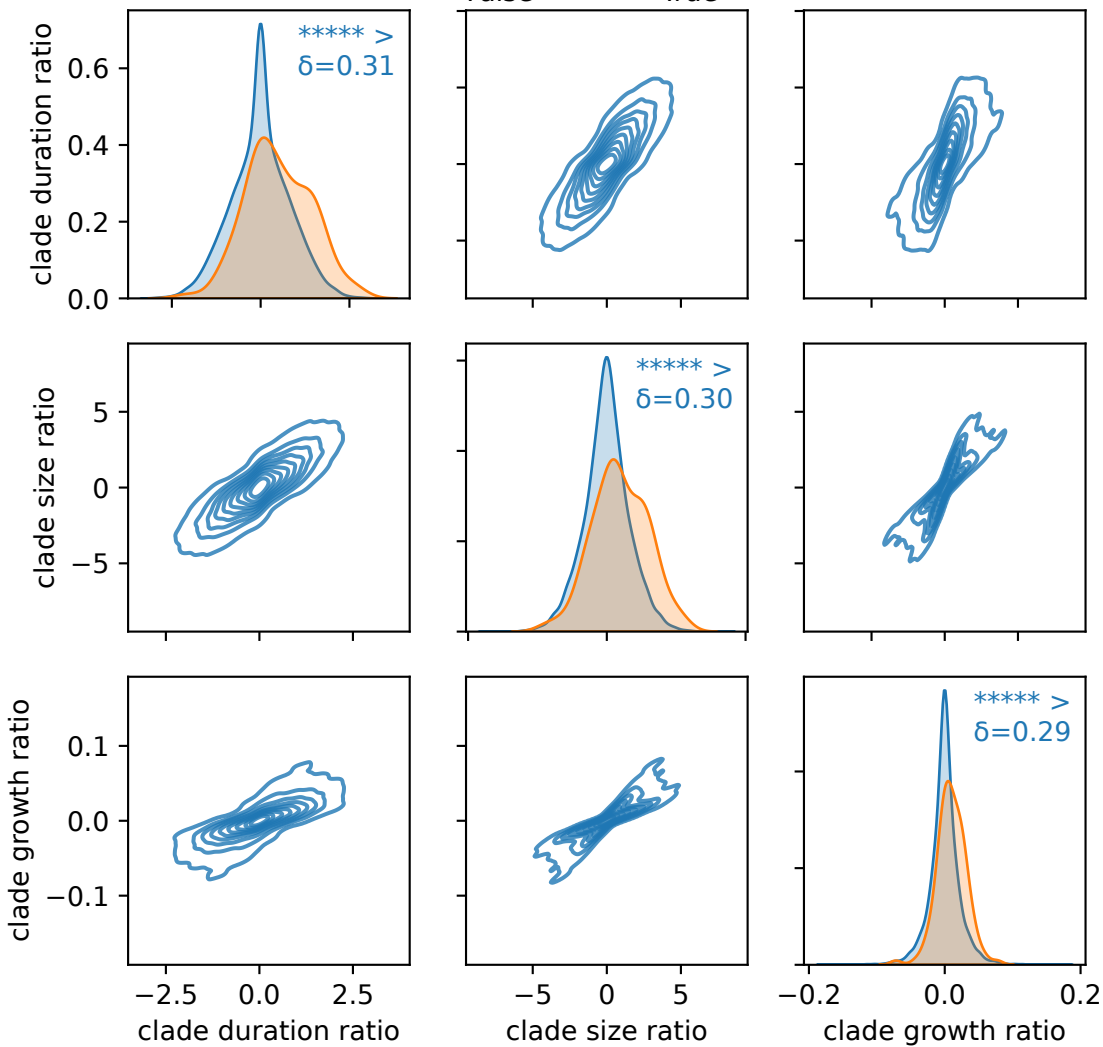 clade duration ratio
0.6
0.4
0.2
0.0
***** >
δ=0.31
clade size ratio
5
0
−5
***** >
δ=0.30
clade growth ratio
0.1
0.0
−0.1
***** >
δ=0.29
−2.5 0.0 2.5
−5 0 5
−0.2 0.0 0.2
clade duration ratio
clade size ratio
clade growth ratio